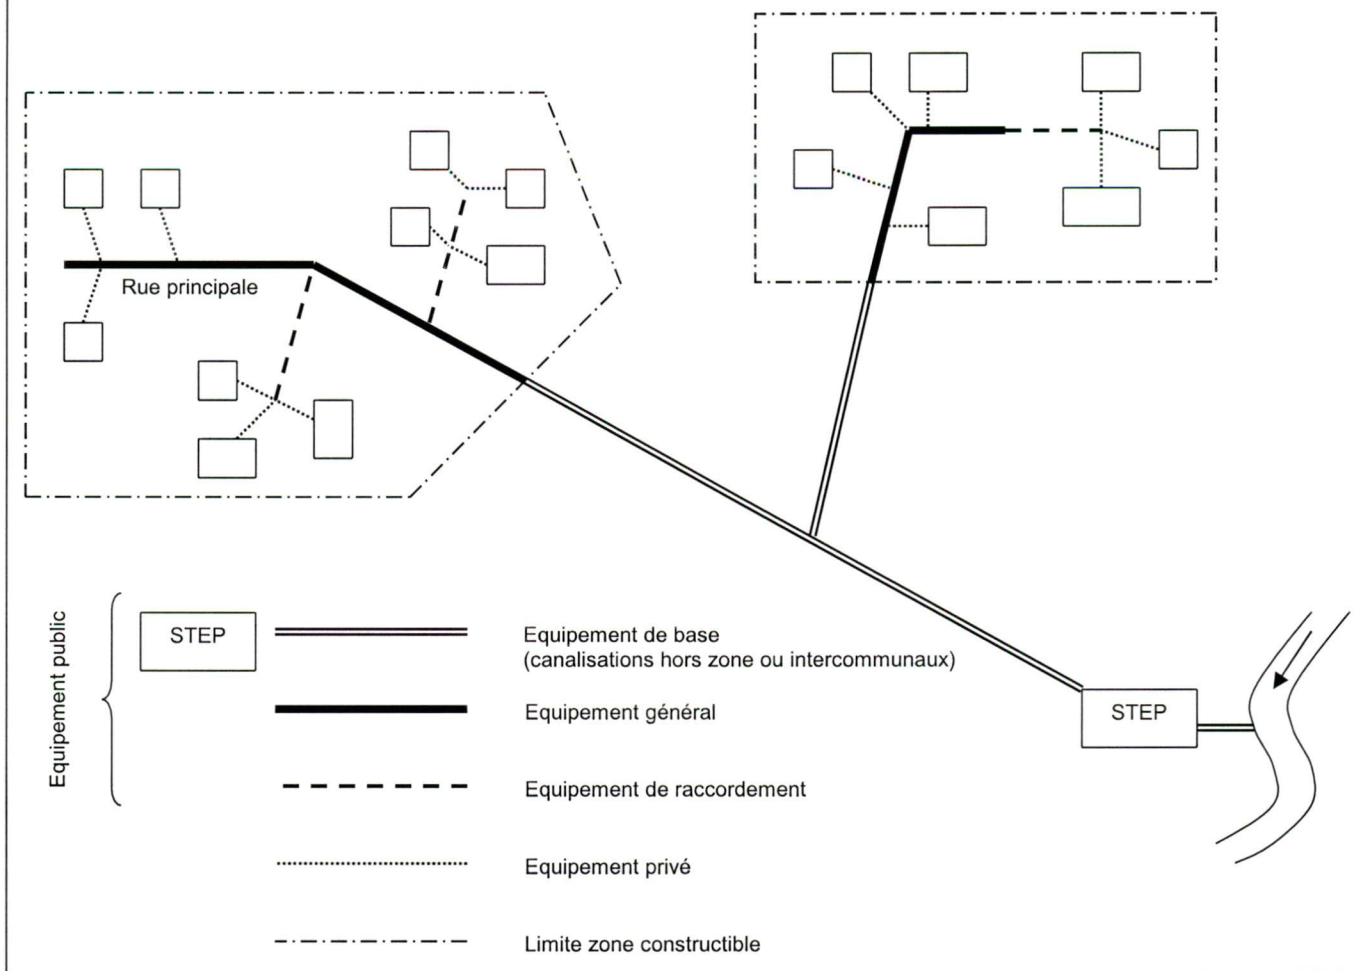 Rue principale
Equipement public
STEP
Equipement de base
(canalisations hors zone ou intercommunaux)
STEP
Equipement général
Equipement de raccordement
Equipement privé
Limite zone constructible